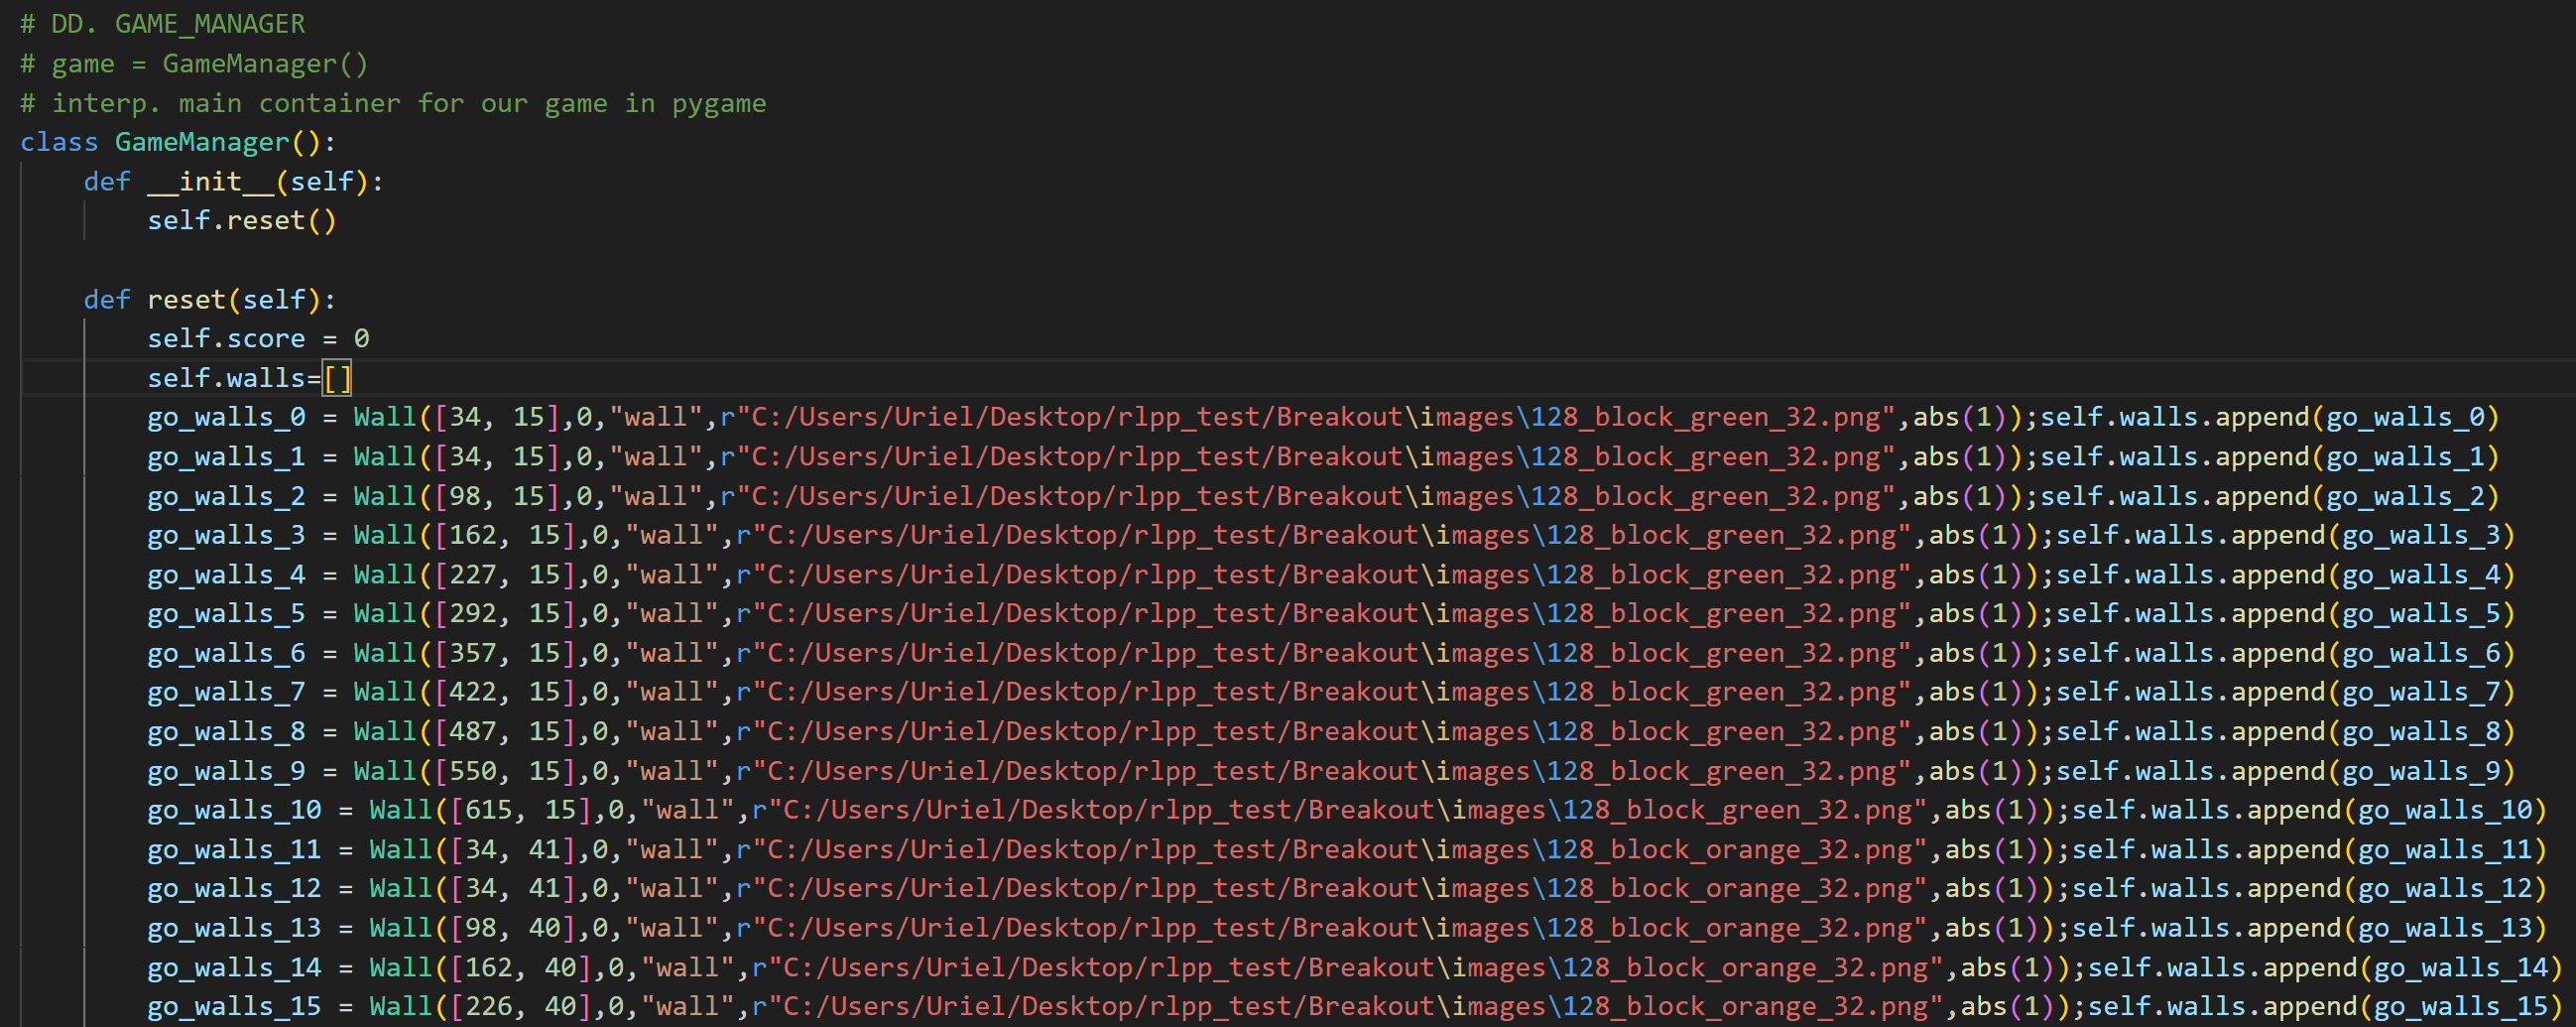 # DD. GAME_MANAGER
# game = GameManager()
# interp. main container for our game in pygame
class GameManager():
    def __init__(self):
        self.reset()

    def reset(self):
        self.score = 0
        self.walls=[]
        go_walls_0 = Wall([34, 15],0,"wall",r"C:/Users/Uriel/Desktop/rlpp_test/Breakout\images\128_block_green_32.png",abs(1));self.walls.append(go_walls_0)
        go_walls_1 = Wall([34, 15],0,"wall",r"C:/Users/Uriel/Desktop/rlpp_test/Breakout\images\128_block_green_32.png",abs(1));self.walls.append(go_walls_1)
        go_walls_2 = Wall([98, 15],0,"wall",r"C:/Users/Uriel/Desktop/rlpp_test/Breakout\images\128_block_green_32.png",abs(1));self.walls.append(go_walls_2)
        go_walls_3 = Wall([162, 15],0,"wall",r"C:/Users/Uriel/Desktop/rlpp_test/Breakout\images\128_block_green_32.png",abs(1));self.walls.append(go_walls_3)
        go_walls_4 = Wall([227, 15],0,"wall",r"C:/Users/Uriel/Desktop/rlpp_test/Breakout\images\128_block_green_32.png",abs(1));self.walls.append(go_walls_4)
        go_walls_5 = Wall([292, 15],0,"wall",r"C:/Users/Uriel/Desktop/rlpp_test/Breakout\images\128_block_green_32.png",abs(1));self.walls.append(go_walls_5)
        go_walls_6 = Wall([357, 15],0,"wall",r"C:/Users/Uriel/Desktop/rlpp_test/Breakout\images\128_block_green_32.png",abs(1));self.walls.append(go_walls_6)
        go_walls_7 = Wall([422, 15],0,"wall",r"C:/Users/Uriel/Desktop/rlpp_test/Breakout\images\128_block_green_32.png",abs(1));self.walls.append(go_walls_7)
        go_walls_8 = Wall([487, 15],0,"wall",r"C:/Users/Uriel/Desktop/rlpp_test/Breakout\images\128_block_green_32.png",abs(1));self.walls.append(go_walls_8)
        go_walls_9 = Wall([550, 15],0,"wall",r"C:/Users/Uriel/Desktop/rlpp_test/Breakout\images\128_block_green_32.png",abs(1));self.walls.append(go_walls_9)
        go_walls_10 = Wall([615, 15],0,"wall",r"C:/Users/Uriel/Desktop/rlpp_test/Breakout\images\128_block_green_32.png",abs(1));self.walls.append(go_walls_10)
        go_walls_11 = Wall([34, 41],0,"wall",r"C:/Users/Uriel/Desktop/rlpp_test/Breakout\images\128_block_orange_32.png",abs(1));self.walls.append(go_walls_11)
        go_walls_12 = Wall([34, 41],0,"wall",r"C:/Users/Uriel/Desktop/rlpp_test/Breakout\images\128_block_orange_32.png",abs(1));self.walls.append(go_walls_12)
        go_walls_13 = Wall([98, 40],0,"wall",r"C:/Users/Uriel/Desktop/rlpp_test/Breakout\images\128_block_orange_32.png",abs(1));self.walls.append(go_walls_13)
        go_walls_14 = Wall([162, 40],0,"wall",r"C:/Users/Uriel/Desktop/rlpp_test/Breakout\images\128_block_orange_32.png",abs(1));self.walls.append(go_walls_14)
        go_walls_15 = Wall([226, 40],0,"wall",r"C:/Users/Uriel/Desktop/rlpp_test/Breakout\images\128_block_orange_32.png",abs(1));self.walls.append(go_walls_15)